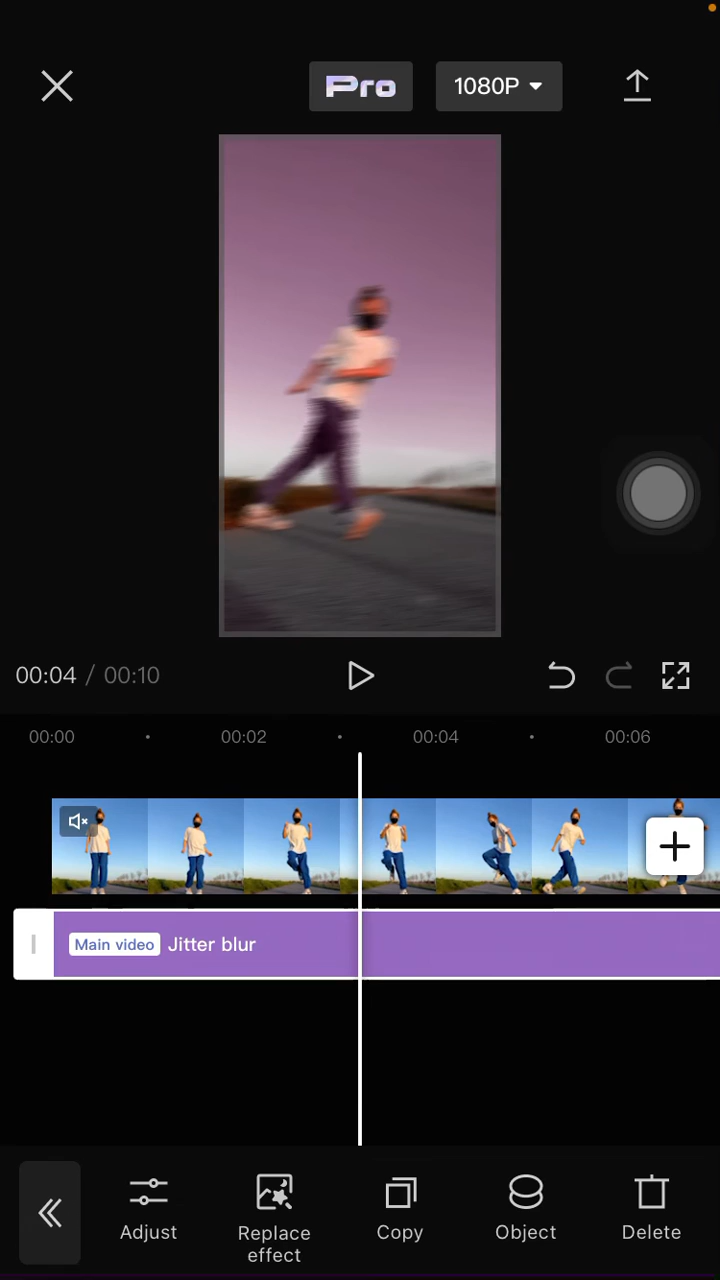 Pro
1080P
00:04 / 00:10
00:00
00:02
00:04
00:06
Main video Jitter blur
Adjust
Replace
effect
Copy
Object
Delete